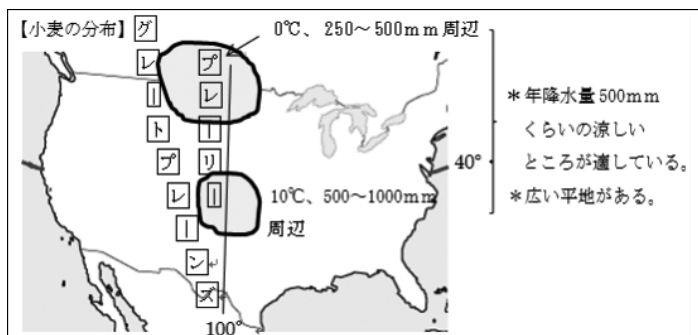 【小麦の分布】
グレートプレーンズ
プレーリー
0℃、250～500mm周辺
10℃、500～1000mm
周辺
＊年降水量500mm
くらいの涼しい
ところが適している。
＊広い平地がある。
40°
100°